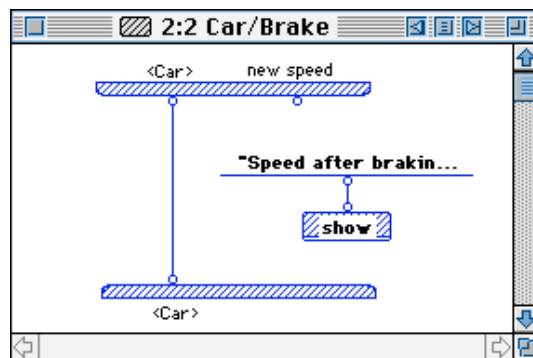 2:2 Car/Brake
<Car> new speed
"Speed after brakin...
show
<Car>